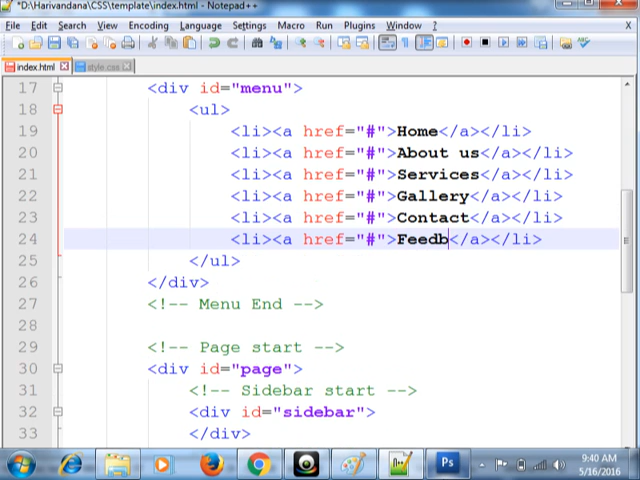 *D:\Harivandana\CSS\template\index.html - Notepad++
File Edit Search View Encoding Language Settings Macro Run Plugins Window ? X
index.html style.css
17 <div id="menu">
18 <ul>
19 <li><a href="#">Home</a></li>
20 <li><a href="#">About us</a></li>
21 <li><a href="#">Services</a></li>
22 <li><a href="#">Gallery</a></li>
23 <li><a href="#">Contact</a></li>
24 <li><a href="#">Feedb</a></li>
25 </ul>
26 </div>
27 <!-- Menu End -->
28
29 <!-- Page start -->
30 <div id="page">
31 <!-- Sidebar start -->
32 <div id="sidebar">
33 </div>
Ps
9:40 AM
5/16/2016